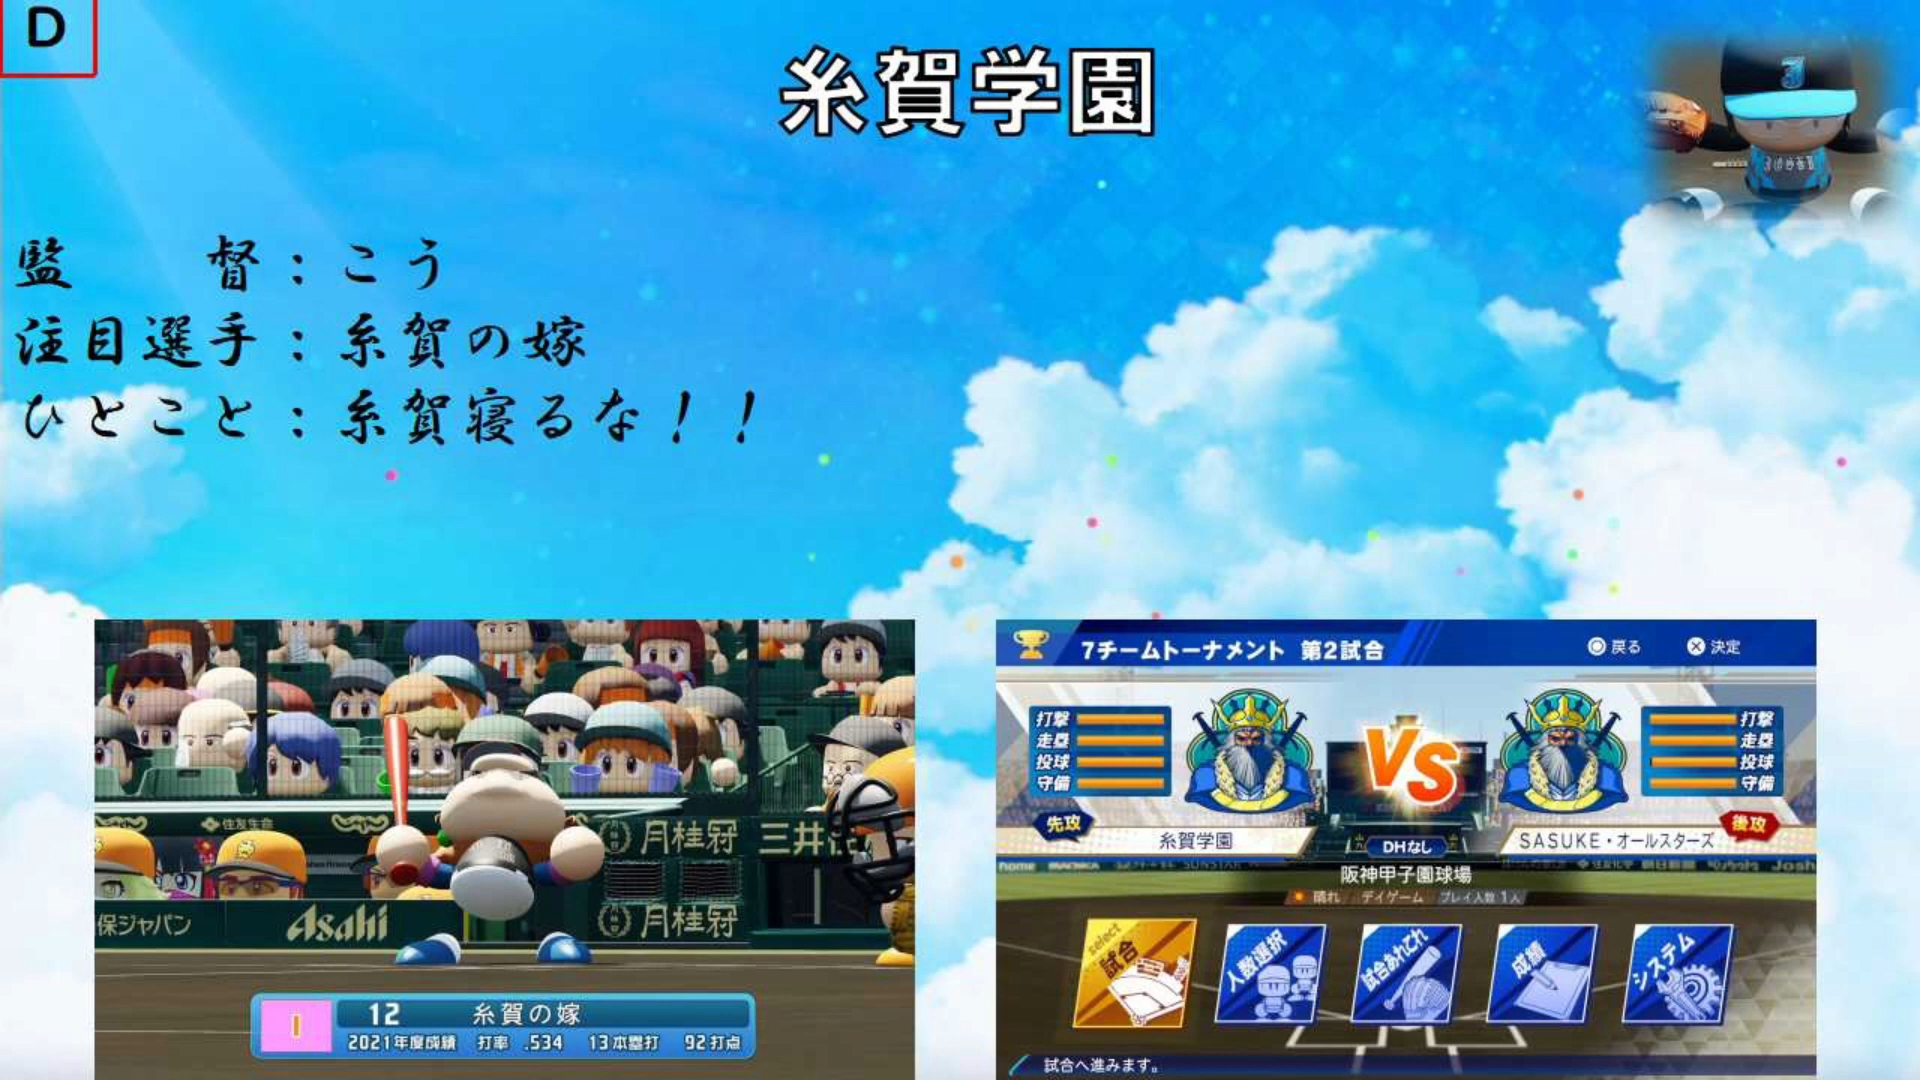 D
糸賀学園
監 督：こう
注目選手：糸賀の嫁
ひとこと：糸賀寝るな！！
住友生命
月桂冠 三井
保ジャパン Asahi 月桂冠
12 糸賀の嫁
2021年度成績 打率 .534 13本塁打 92打点
7チームトーナメント 第2試合 戻る 決定
打撃 打撃
走塁 VS 走塁
投球 投球
守備 守備
先攻 後攻
糸賀学園 DHなし SASUKE・オールスターズ
阪神甲子園球場
晴れ デイゲーム プレイ人数 1人
select
試合 人数選択 試合あれこれ 成績 システム
試合へ進みます。